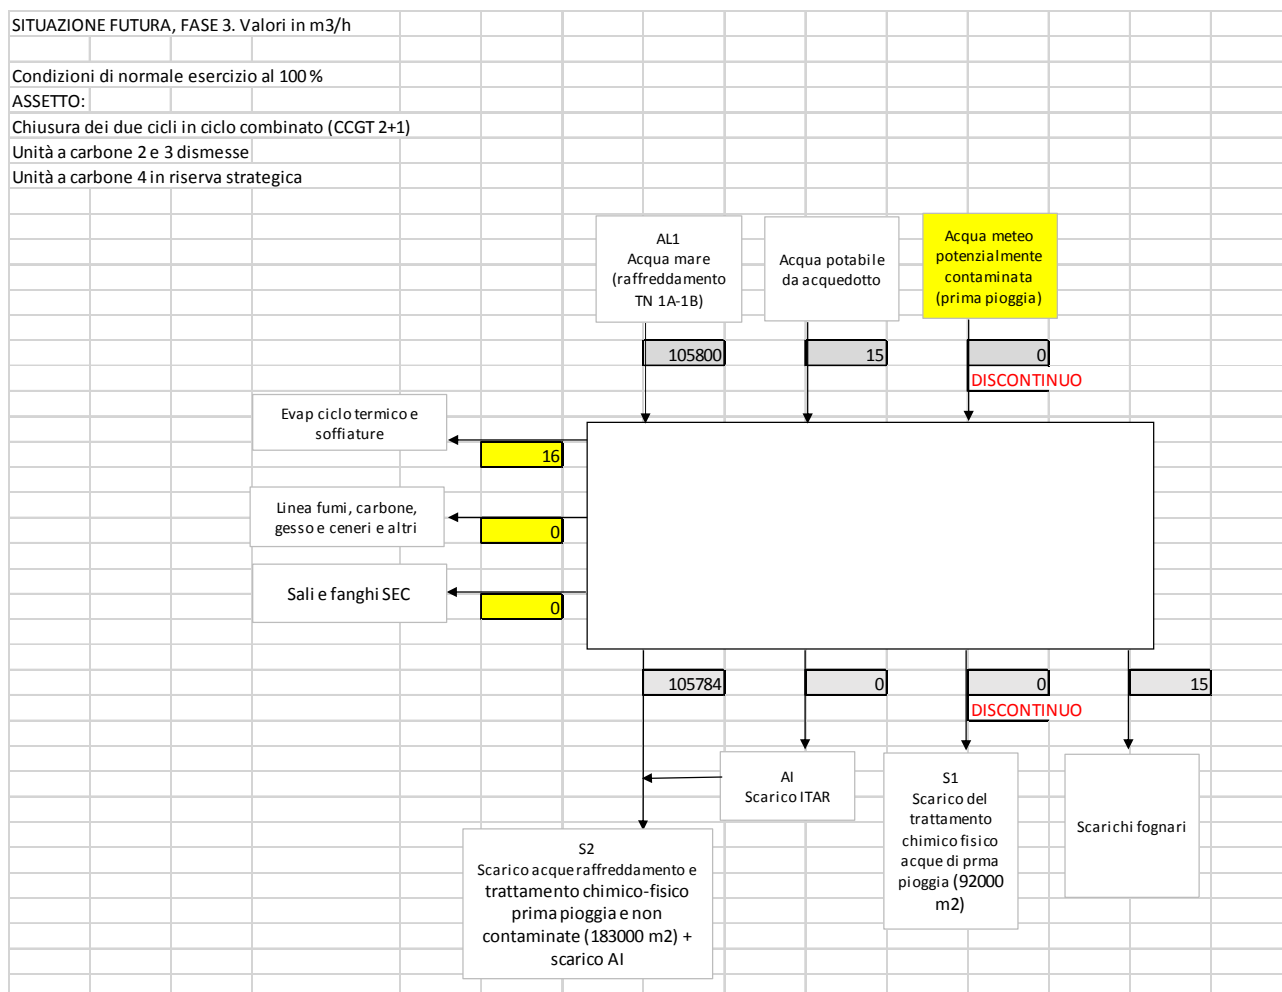 SITUAZIONE FUTURA, FASE 3. Valori in m3/h
Condizioni di normale esercizio al 100 %
ASSETTO:
Chiusura dei due cicli in ciclo combinato (CCGT 2+1)
Unità a carbone 2 e 3 dismesse
Unità a carbone 4 in riserva strategica
AL1
Acqua mare
(raffreddamento
TN 1A-1B)
Acqua potabile
da acquedotto
Acqua meteo
potenzialmente
contaminata
(prima pioggia)
105800
15
0
DISCONTINUO
Evap ciclo termico e
soffiature
16
Linea fumi, carbone,
gesso e ceneri e altri
0
Sali e fanghi SEC
0
105784
0
0
15
DISCONTINUO
AI
Scarico ITAR
S1
Scarico del
trattamento
chimico fisico
acque di prma
pioggia (92000
m2)
Scarichi fognari
S2
Scarico acque raffreddamento e
trattamento chimico-fisico
prima pioggia e non
contaminate (183000 m2) +
scarico AI